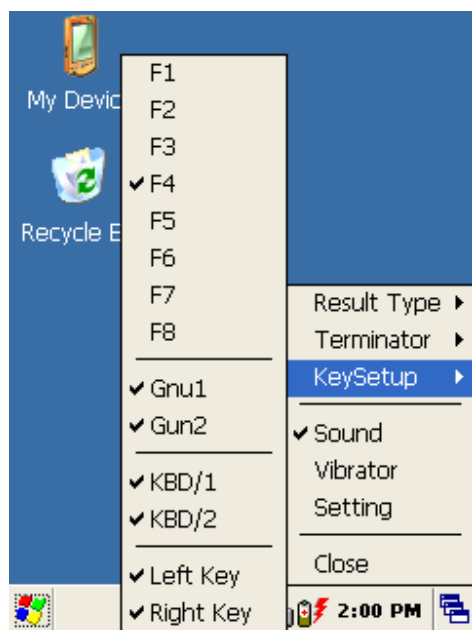 My Devic
Recycle
F1
F2
F3
F4
F5
F6
F7
F8
Gnu1
Gun2
KBD/1
KBD/2
Left Key
Right Key
Result Type
Terminator
KeySetup
Sound
Vibrator
Setting
Close
2:00 PM